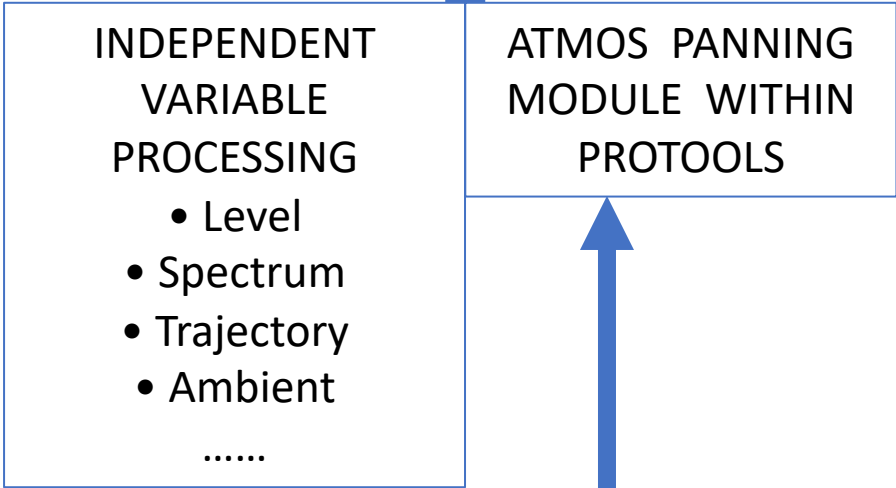 INDEPENDENT
VARIABLE
PROCESSING
• Level
• Spectrum
• Trajectory
• Ambient
......
ATMOS PANNING
MODULE WITHIN
PROTOOLS